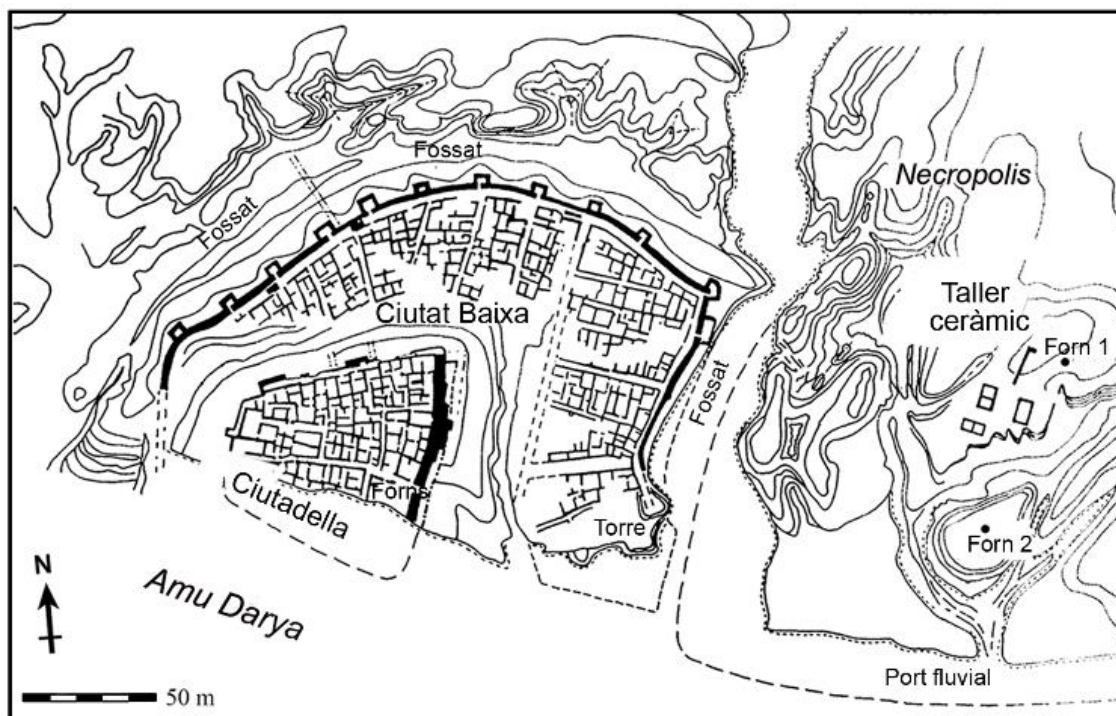 Fossat
Necropolis
Fossat
Taller
ceràmic
Ciutat Baixa
Forn 1
Fossat
Forns
Ciutadella
Torre
Forn 2
N
Amu Darya
Port fluvial
50 m